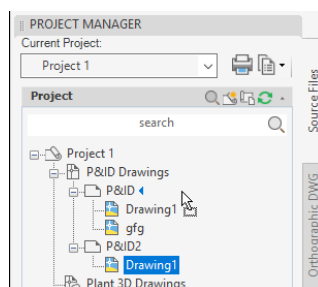 PROJECT MANAGER
Current Project:
Project 1
Project
search
Project 1
P&ID Drawings
P&ID
Drawing1
gfg
P&ID2
Drawing1
Plant 3D Drawings
Source Files
Orthographic DWG